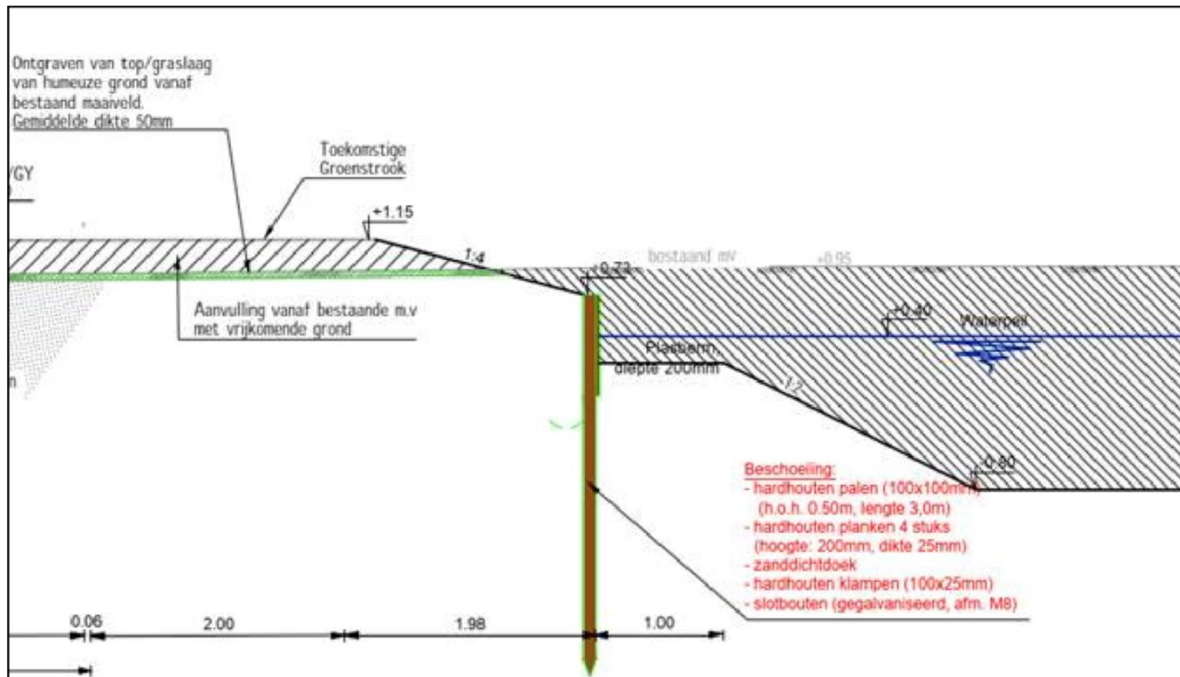 Ontgraven van top/graslaag
van humeuze grond vanaf
bestaand maaiveld.
Gemiddelde dikte 50mm
Toekomstige
Groenstrook
/GY
+1.15
1:4
bestaand mv
+0.95
+0.73
Aanvulling vanaf bestaande m.v
met vrijkomende grond
+0.40
Waterpeil
Plasberm,
diepte 200mm
1:2
-0.80
Beschoeiing:
- hardhouten palen (100x100mm)
(h.o.h. 0.50m, lengte 3,0m)
- hardhouten planken 4 stuks
(hoogte: 200mm, dikte 25mm)
- zanddichtdoek
- hardhouten klampen (100x25mm)
- slotbouten (gegalvaniseerd, afm. M8)
0.06
2.00
1.98
1.00